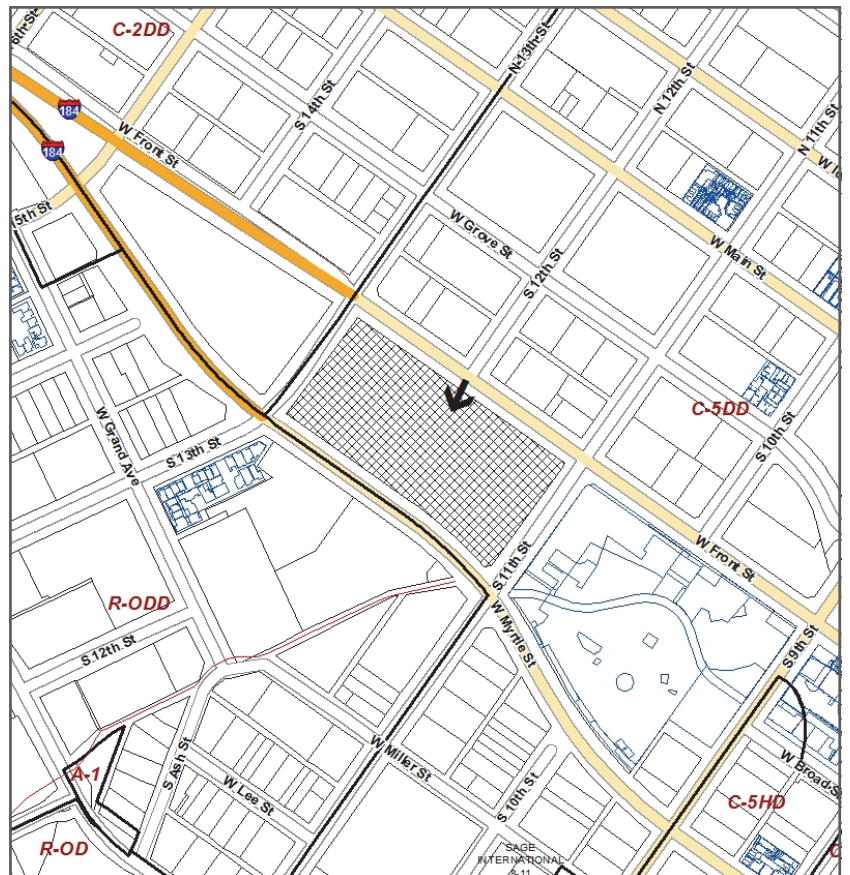 C-2DD
S 14th St
N 13th St
N 12th St
N 11th St
184
184
W Front St
W Grove St
S 12th St
W Main St
5th St
C-5DD
S 10th St
W Grand Ave
S 13th St
W Front St
S 11th St
R-ODD
W Myrtle St
S 9th St
S 12th St
A-1
S Ash St
W Miller St
W Lee St
S 10th St
W Broad S
C-5HD
R-OD
SAGE
INTERNATIONAL